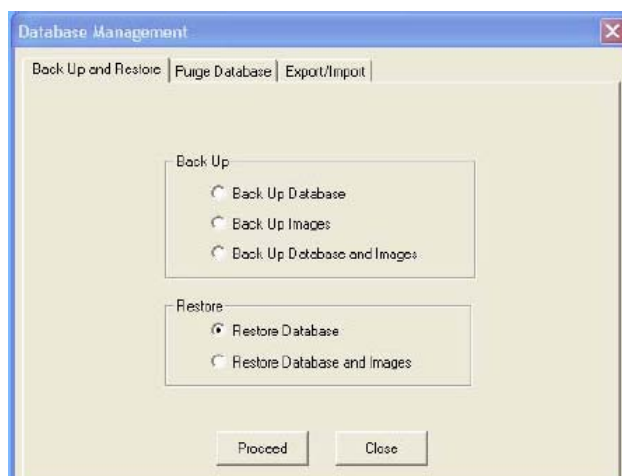 Database Management
Back Up and Restore Purge Database Export/Import
Back Up
Back Up Database
Back Up Images
Back Up Database and Images
Restore
Restore Database
Restore Database and Images
Proceed Close